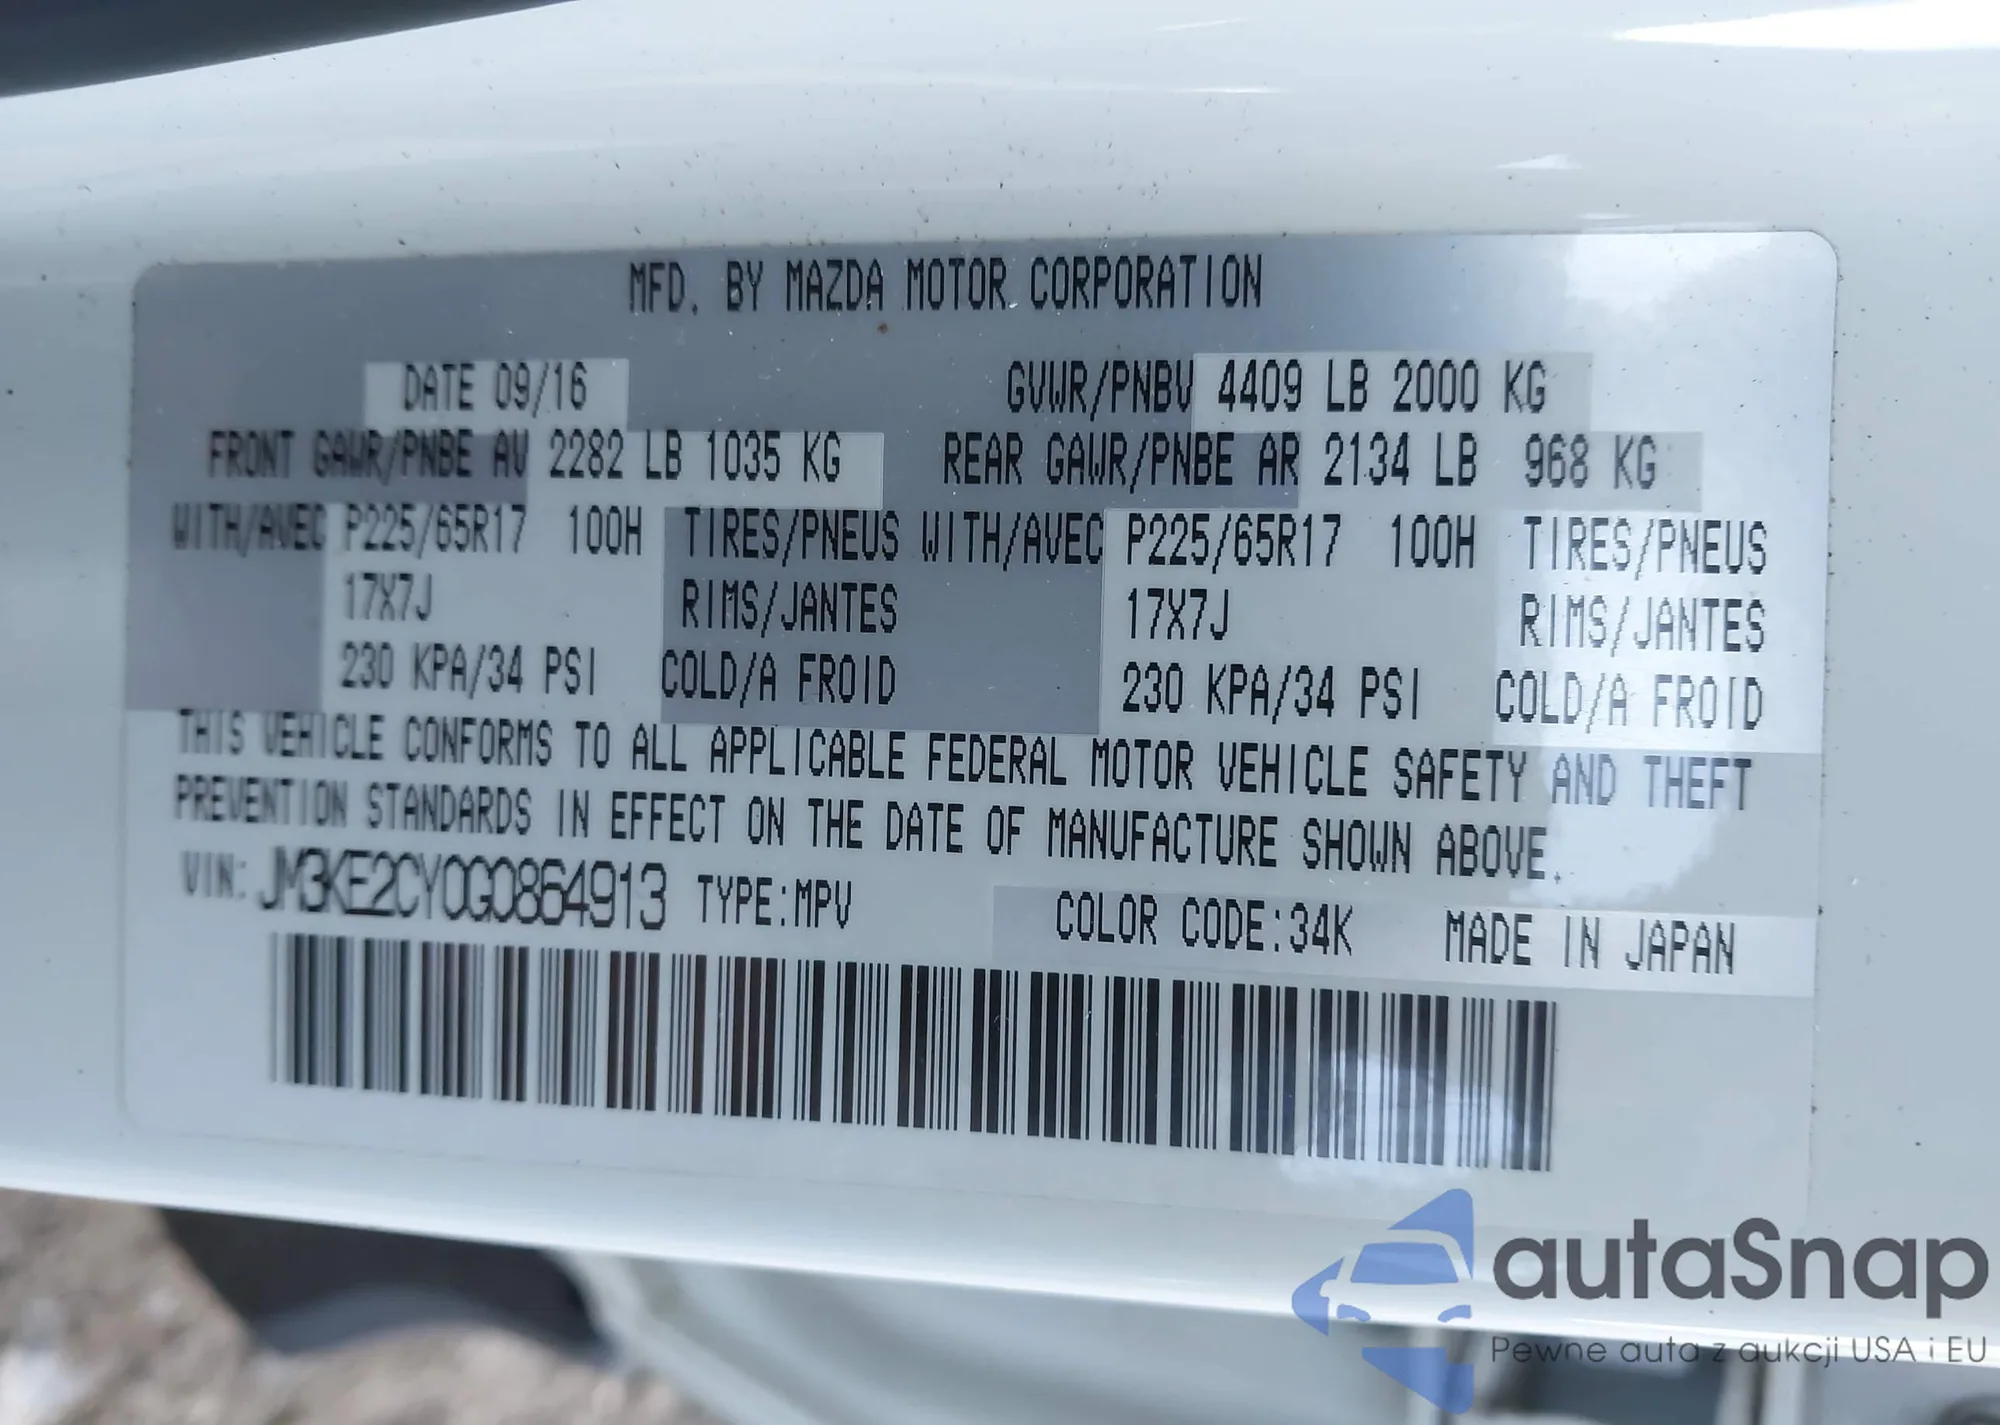 MFD. BY MAZDA MOTOR CORPORATION
DATE 09/16 GVWR/PNBV 4409 LB 2000 KG
FRONT GAWR/PNBE AV 2282 LB 1035 KG REAR GAWR/PNBE AR 2134 LB 968 KG
WITH/AVEC P225/65R17 100H TIRES/PNEUS WITH/AVEC P225/65R17 100H TIRES/PNEUS
17X7J RIMS/JANTES 17X7J RIMS/JANTES
230 KPA/34 PSI COLD/A FROID 230 KPA/34 PSI COLD/A FROID
THIS VEHICLE CONFORMS TO ALL APPLICABLE FEDERAL MOTOR VEHICLE SAFETY AND THEFT
PREVENTION STANDARDS IN EFFECT ON THE DATE OF MANUFACTURE SHOWN ABOVE.
VIN: JM3KE2CY0G0864913 TYPE:MPV COLOR CODE:34K MADE IN JAPAN
autaSnap
Pewne auta z aukcji USA i EU